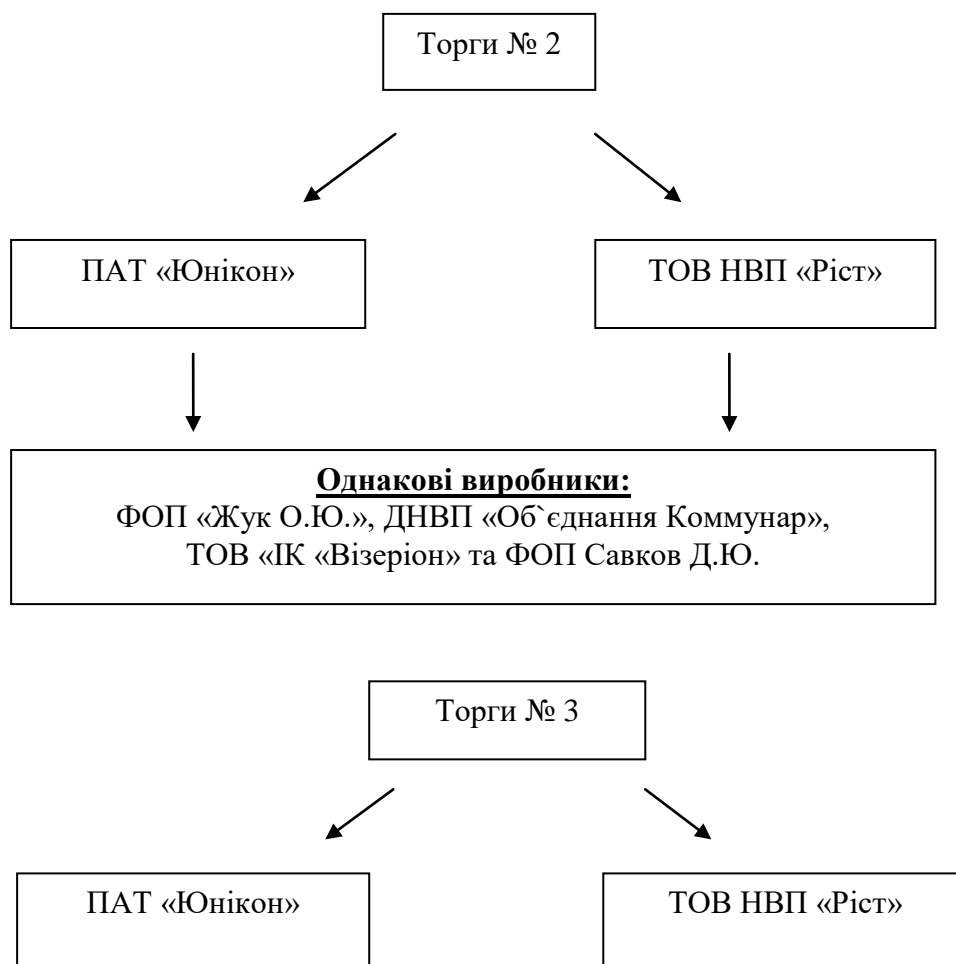 Торги № 2
ПАТ «Юнікон»
ТОВ НВП «Ріст»
Однакові виробники:
ФОП «Жук О.Ю.», ДНВП «Об`єднання Коммунар»,
ТОВ «ІК «Візеріон» та ФОП Савков Д.Ю.
Торги № 3
ПАТ «Юнікон»
ТОВ НВП «Ріст»